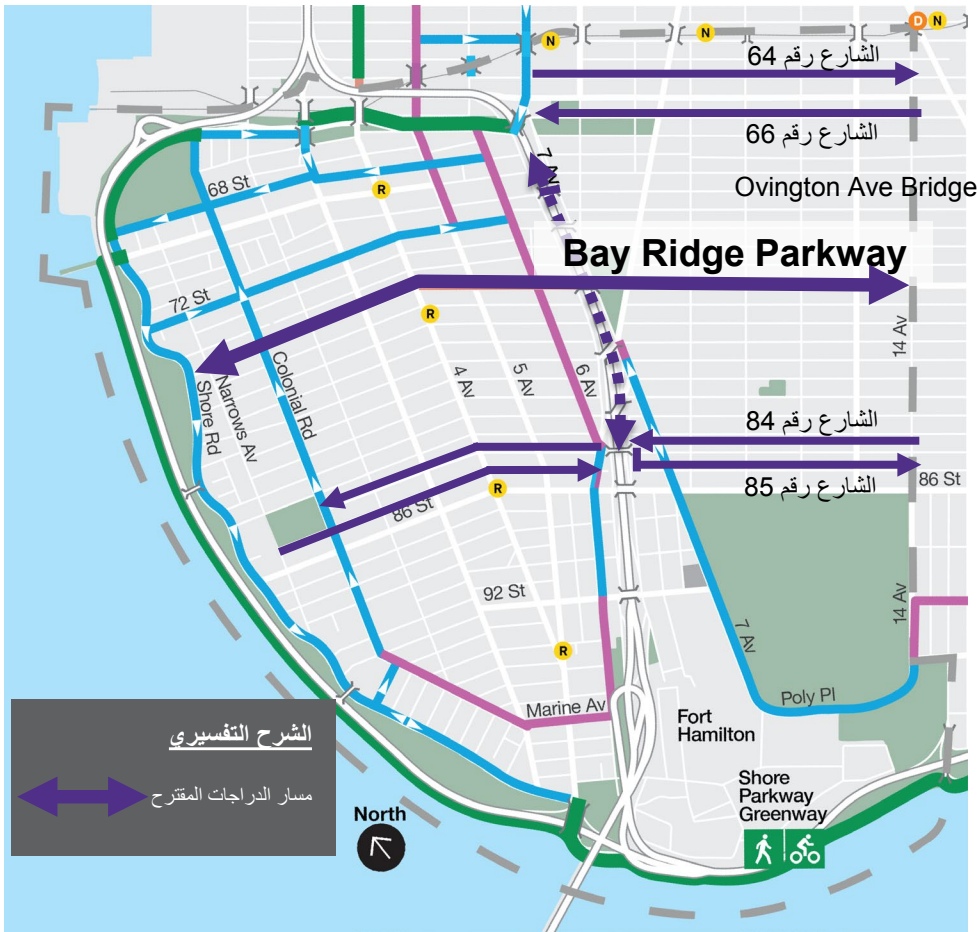 D
N
N
N
الشارع رقم 64
الشارع رقم 66
7 Av
68 St
R
Ovington Ave Bridge
Bay Ridge Parkway
72 St
N
R
14 Av
Colonial Rd
Narrows Av
Shore Rd
4 Av
5 Av
6 Av
الشارع رقم 84
الشارع رقم 85
86 St
R
86 St
92 St
7 Av
14 Av
R
Marine Av
Poly Pl
Fort
Hamilton
Shore
Parkway
Greenway
North
الشرح التفسيري
مسار الدراجات المقترح